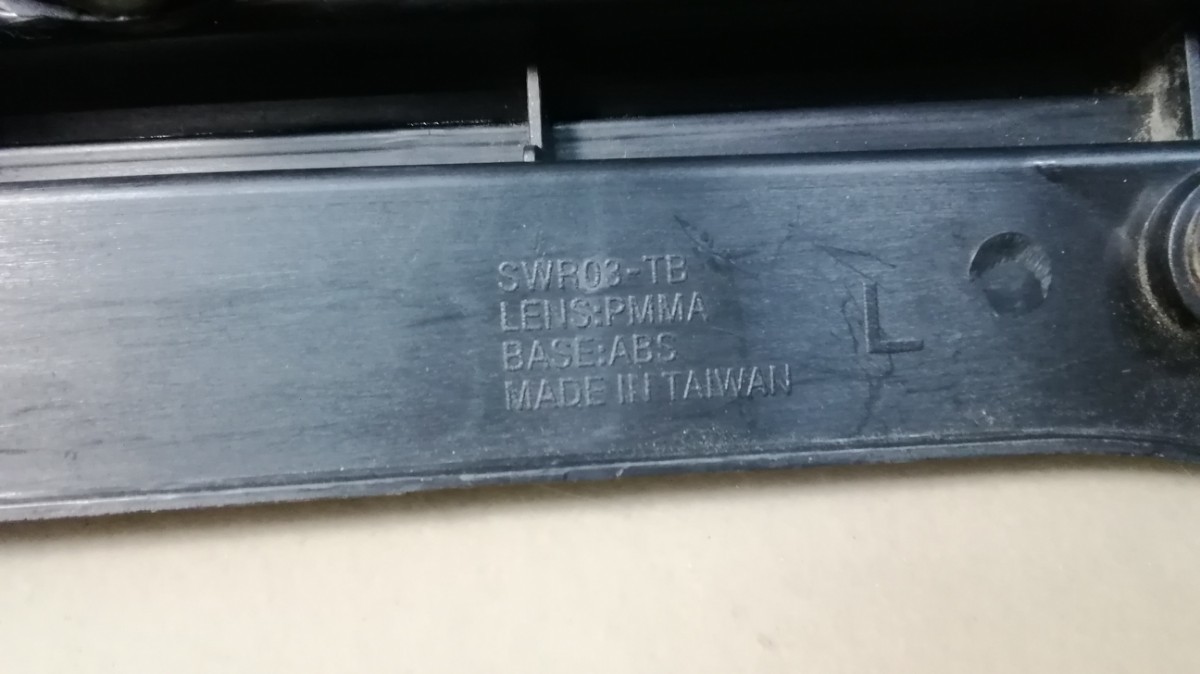 SWR03-TB
LENS:PMMA
BASE:ABS
MADE IN TAIWAN
L